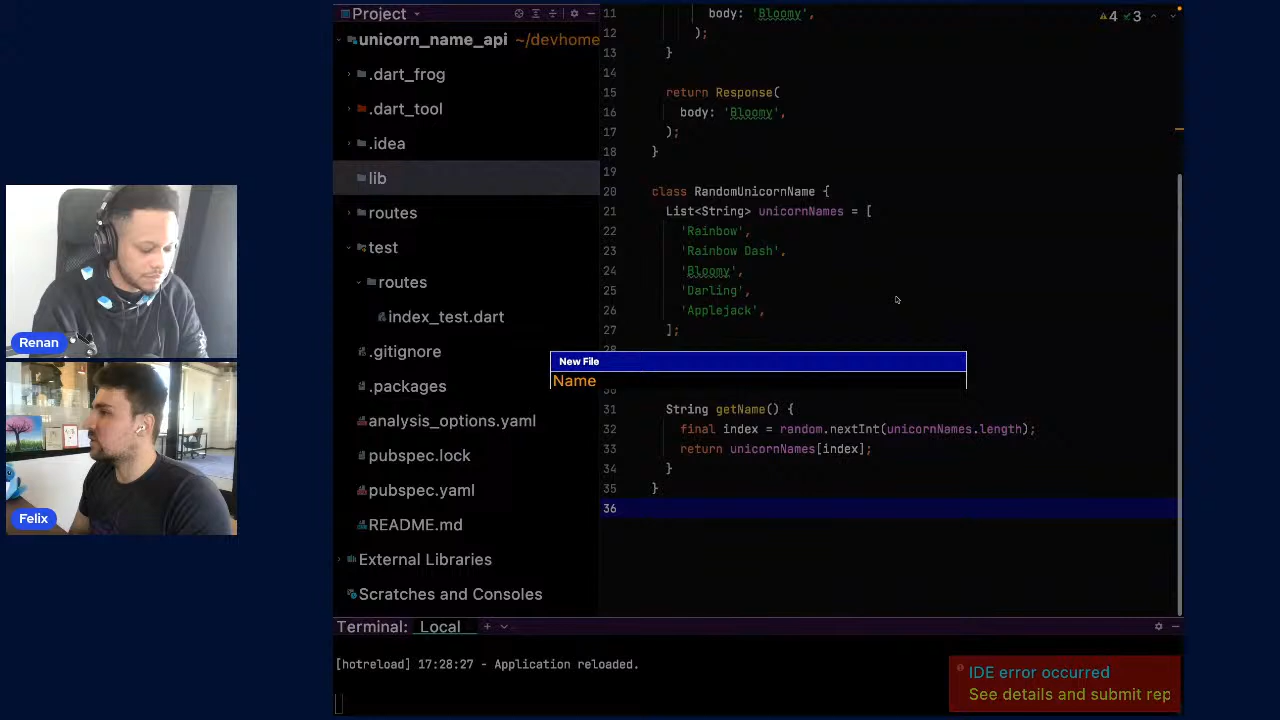 Project
unicorn_name_api ~/devhome
.dart_frog
.dart_tool
.idea
lib
routes
test
routes
index_test.dart
.gitignore
.packages
analysis_options.yaml
pubspec.lock
pubspec.yaml
README.md
External Libraries
Scratches and Consoles
4 3
11 body: 'Bloomy',
12 );
13 }
14
15 return Response(
16 body: 'Bloomy',
17 );
18 }
19
20 class RandomUnicornName {
21 List<String> unicornNames = [
22 'Rainbow',
23 'Rainbow Dash',
24 'Bloomy',
25 'Darling',
26 'Applejack',
27 ];
28
New File
Name
30
31 String getName() {
32 final index = random.nextInt(unicornNames.length);
33 return unicornNames[index];
34 }
35 }
36
Terminal: Local +
[hotreload] 17:28:27 - Application reloaded.
IDE error occurred
See details and submit rep
Renan
Felix